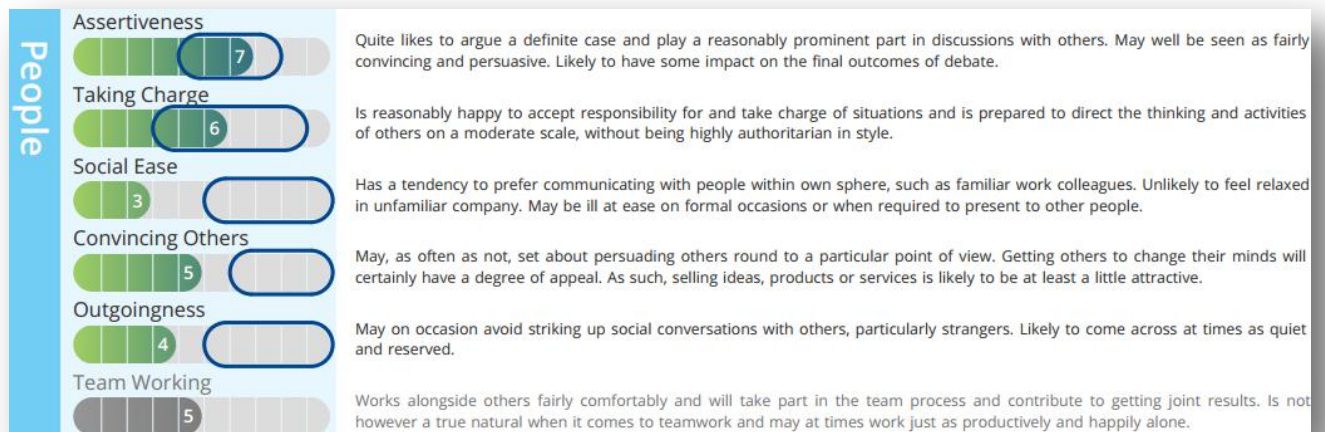 People
Assertiveness
7
Quite likes to argue a definite case and play a reasonably prominent part in discussions with others. May well be seen as fairly
convincing and persuasive. Likely to have some impact on the final outcomes of debate.
Taking Charge
6
Is reasonably happy to accept responsibility for and take charge of situations and is prepared to direct the thinking and activities
of others on a moderate scale, without being highly authoritarian in style.
Social Ease
3
Has a tendency to prefer communicating with people within own sphere, such as familiar work colleagues. Unlikely to feel relaxed
in unfamiliar company. May be ill at ease on formal occasions or when required to present to other people.
Convincing Others
5
May, as often as not, set about persuading others round to a particular point of view. Getting others to change their minds will
certainly have a degree of appeal. As such, selling ideas, products or services is likely to be at least a little attractive.
Outgoingness
4
May on occasion avoid striking up social conversations with others, particularly strangers. Likely to come across at times as quiet
and reserved.
Team Working
5
Works alongside others fairly comfortably and will take part in the team process and contribute to getting joint results. Is not
however a true natural when it comes to teamwork and may at times work just as productively and happily alone.